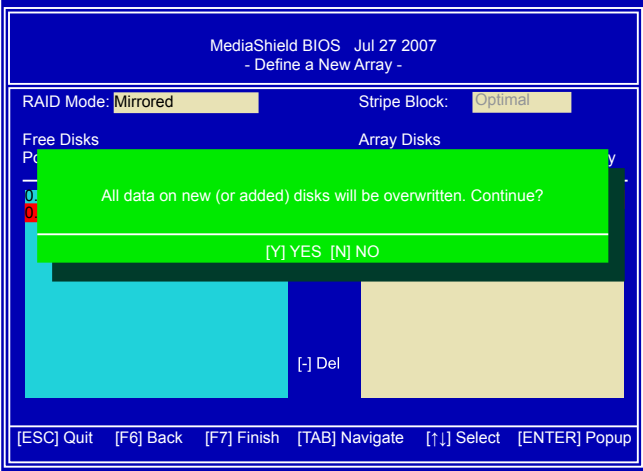 MediaShield BIOS Jul 27 2007
- Define a New Array -
RAID Mode: Mirrored Stripe Block: Optimal
Free Disks Array Disks
All data on new (or added) disks will be overwritten. Continue?
[Y] YES [N] NO
[-] Del
[ESC] Quit [F6] Back [F7] Finish [TAB] Navigate [↑↓] Select [ENTER] Popup